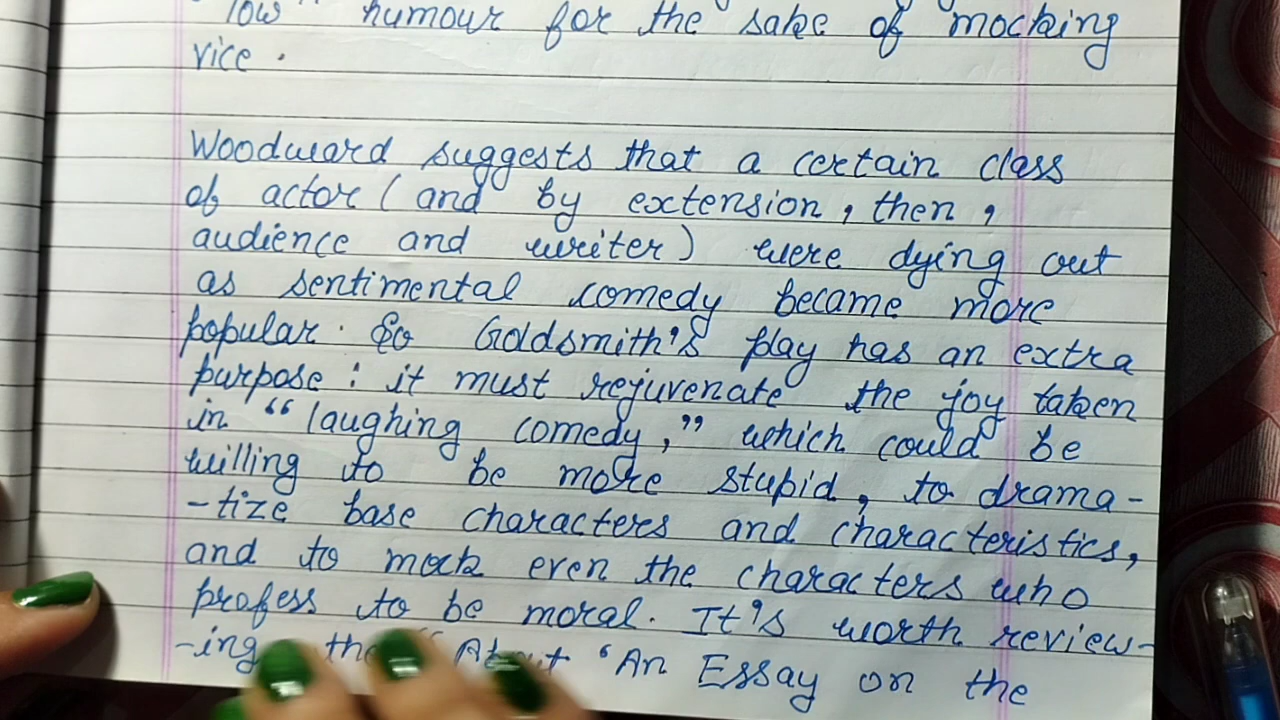 "low" humour for the sake of mocking
vice.
Woodward suggests that a certain class
of actor (and by extension, then,
audience and writer) were dying out
as sentimental comedy became more
popular. So Goldsmith's play has an extra
purpose: it must rejuvenate the joy taken
in "laughing comedy," which could be
willing to be more stupid, to drama-
-tize base characters and characteristics,
and to mock even the characters who
profess to be moral. It's worth review-
-ing the "About 'An Essay on the